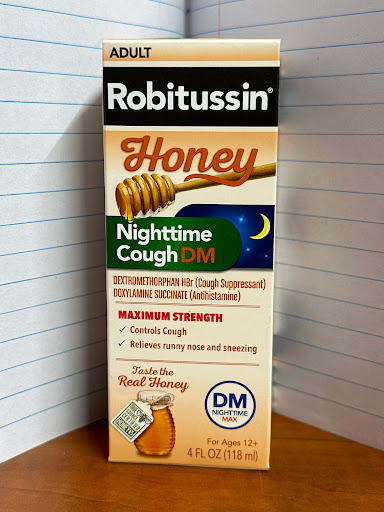 ADULT
Robitussin®
Honey
Nighttime
Cough DM
DEXTROMETHORPHAN HBr (Cough Suppressant)
DOXYLAMINE SUCCINATE (Antihistamine)
MAXIMUM STRENGTH
✓ Controls Cough
✓ Relieves runny nose and sneezing
Taste the
Real Honey
DM
NIGHTTIME
MAX
For Ages 12+
4 FL OZ (118 ml)